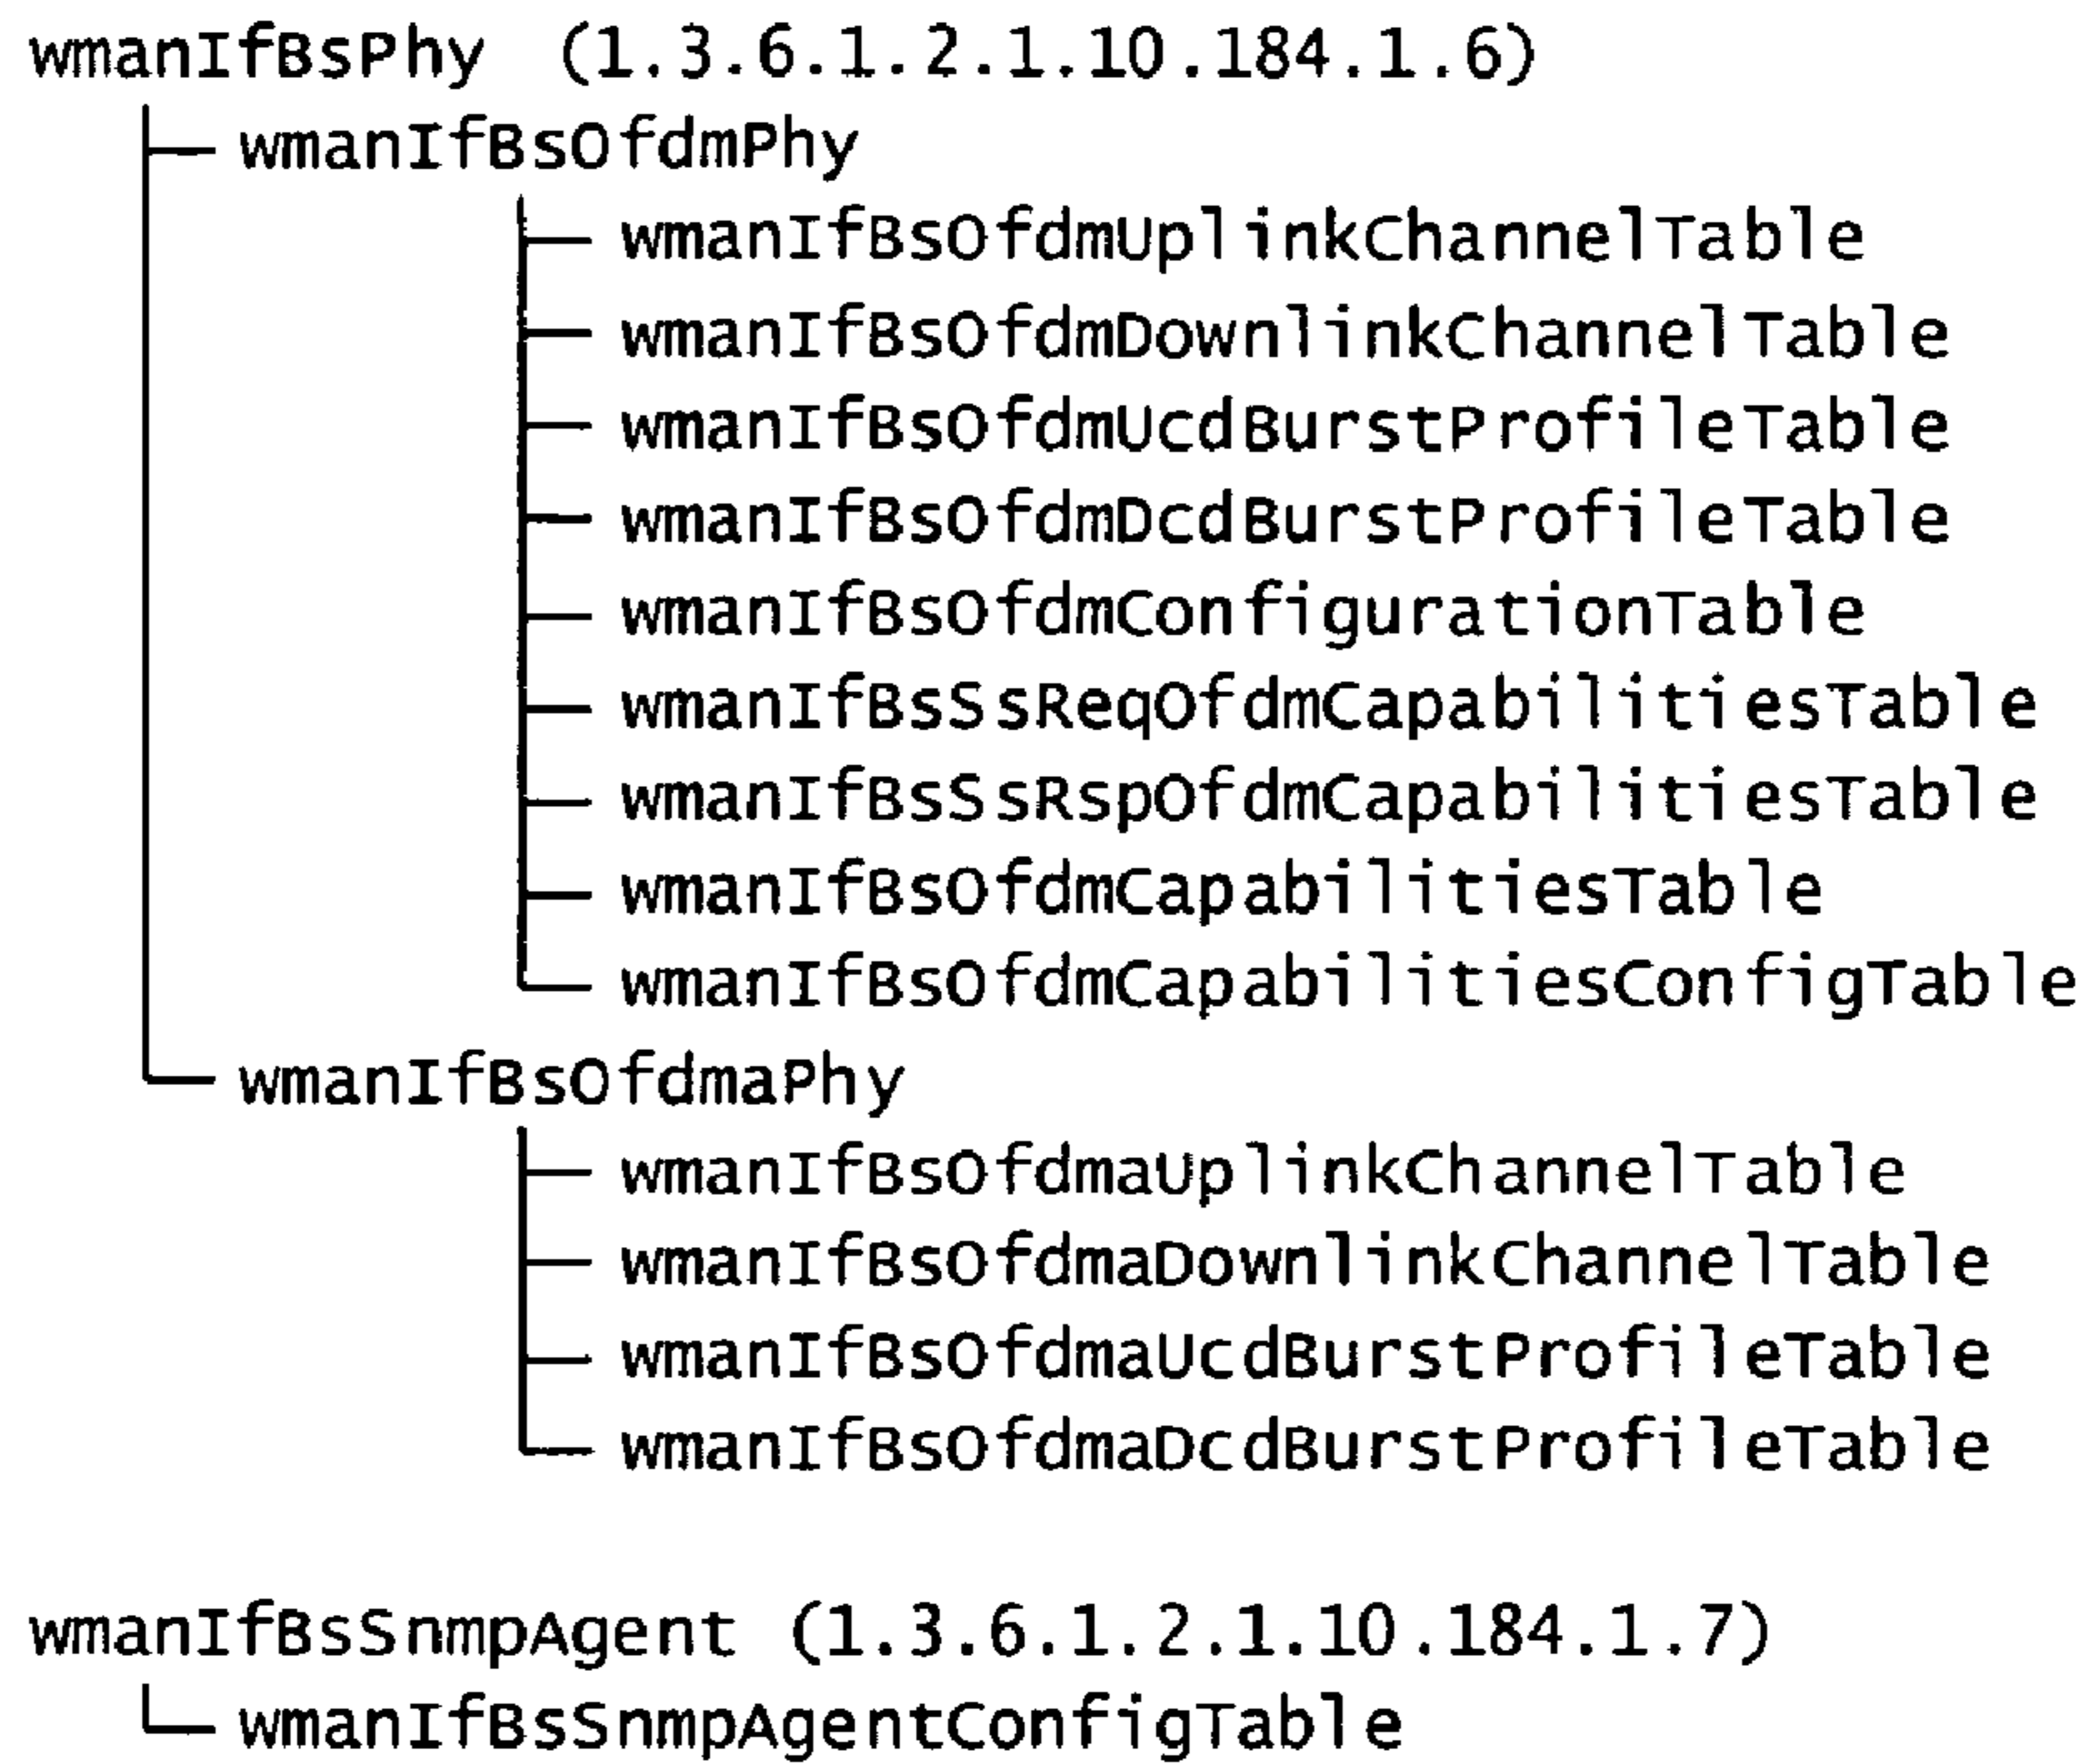 wmanIfBsPhy (1.3.6.1.2.1.10.184.1.6)
wmanIfBsOfdmPhy
wmanIfBsOfdmUplinkChannelTable
wmanIfBsOfdmDownlinkChannelTable
wmanIfBsOfdmUcdBurstProfileTable
wmanIfBsOfdmDcdBurstProfileTable
wmanIfBsOfdmConfigurationTable
wmanIfBsSsReqOfdmCapabilitiesTable
wmanIfBsSsRspOfdmCapabilitiesTable
wmanIfBsOfdmCapabilitiesTable
wmanIfBsOfdmCapabilitiesConfigTable
wmanIfBsOfdmaPhy
wmanIfBsOfdmaUplinkChannelTable
wmanIfBsOfdmaDownlinkChannelTable
wmanIfBsOfdmaUcdBurstProfileTable
wmanIfBsOfdmaDcdBurstProfileTable
wmanIfBsSnmpAgent (1.3.6.1.2.1.10.184.1.7)
wmanIfBsSnmpAgentConfigTable